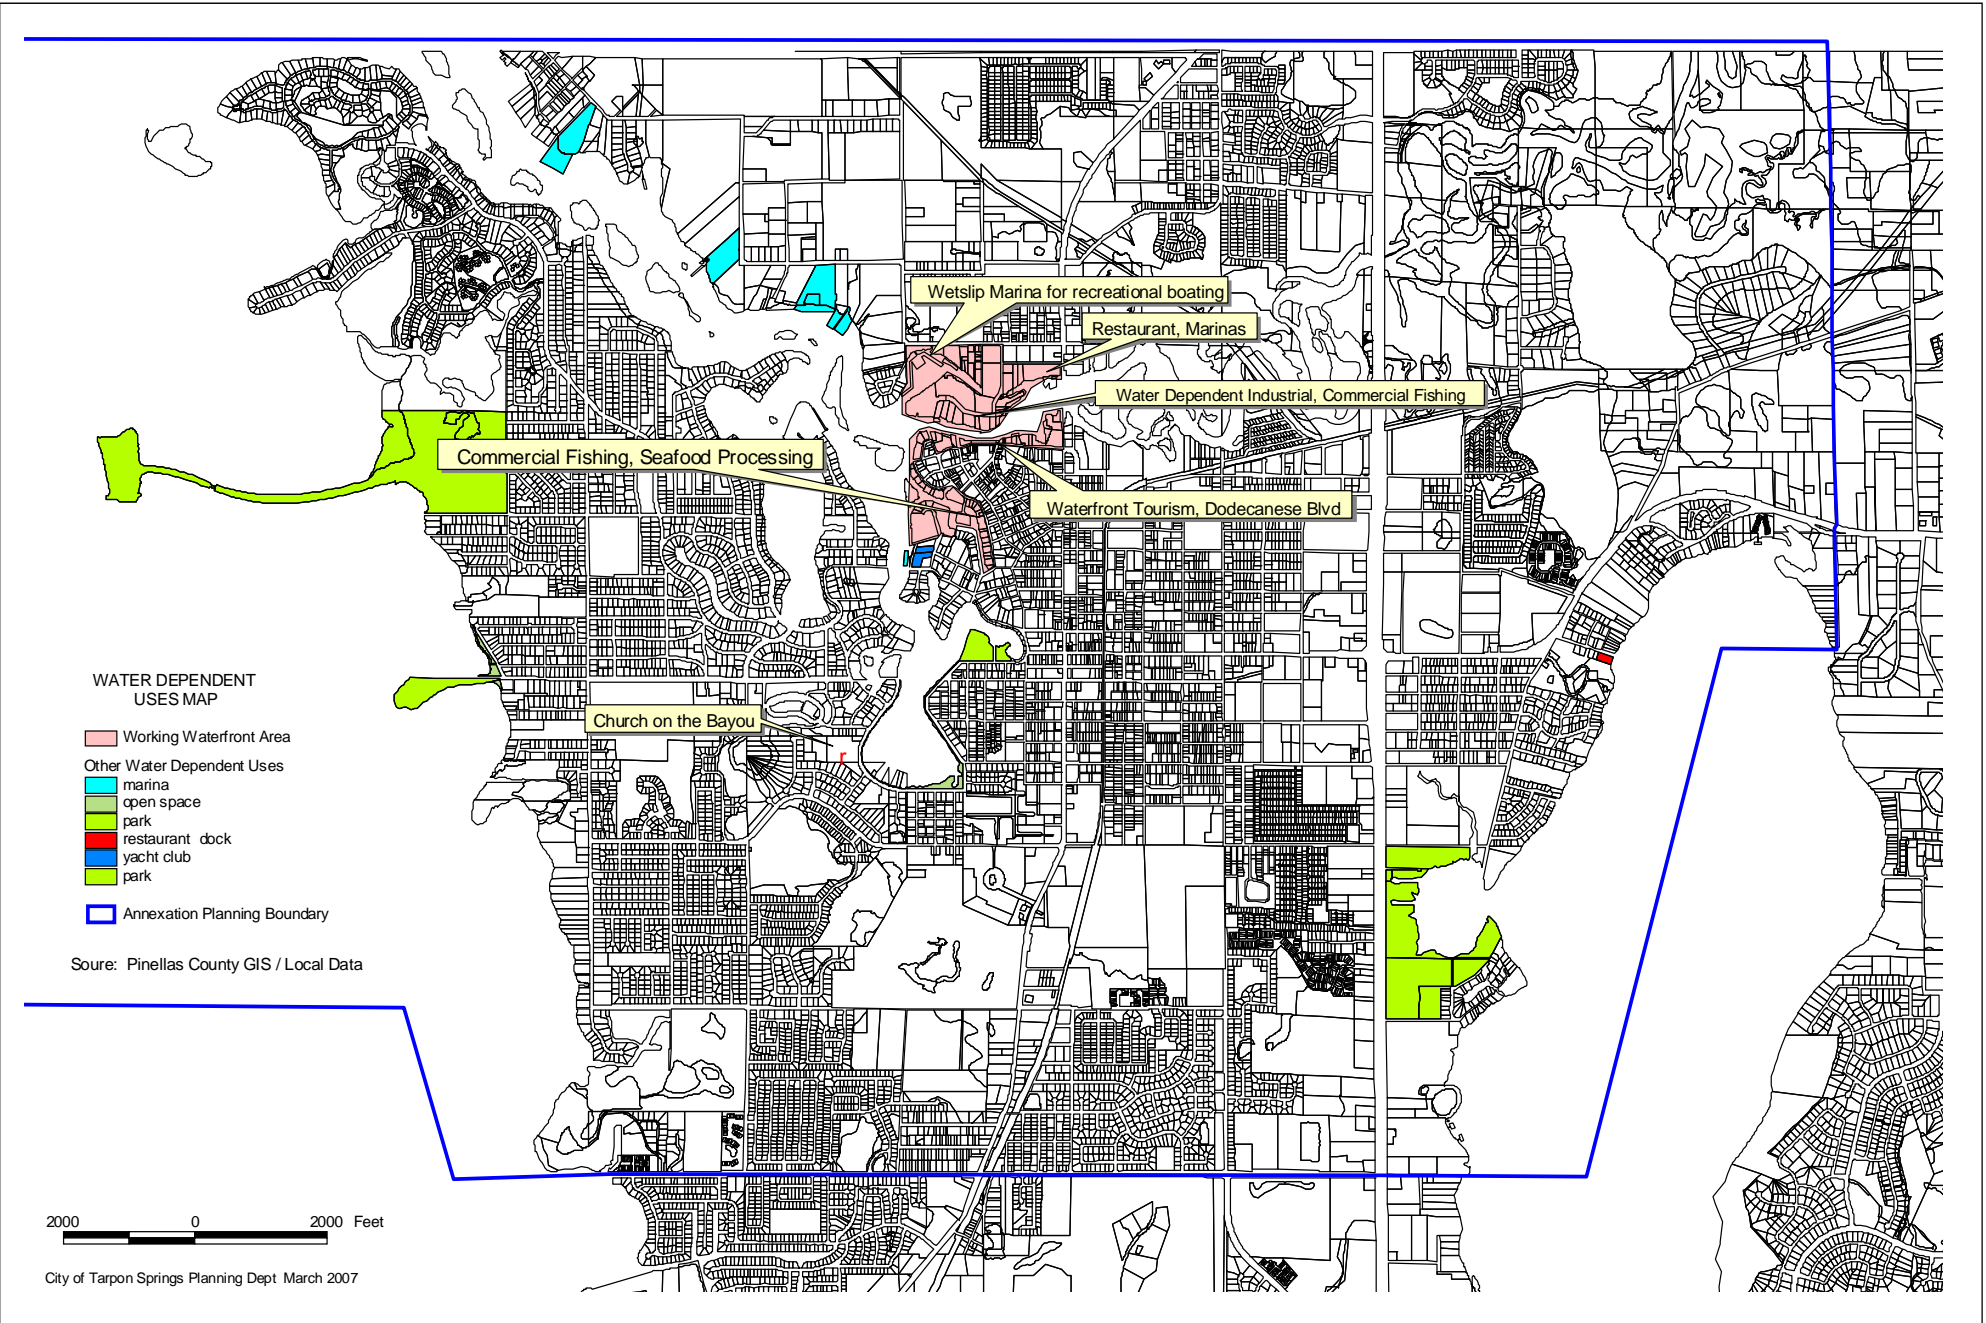 Wetslip Marina for recreational boating
Restaurant, Marinas
Water Dependent Industrial, Commercial Fishing
Commercial Fishing, Seafood Processing
Waterfront Tourism, Dodecanese Blvd
Church on the Bayou
r
WATER DEPENDENT
USES MAP
Working Waterfront Area
Other Water Dependent Uses
marina
open space
park
restaurant dock
yacht club
park
Annexation Planning Boundary
Soure: Pinellas County GIS / Local Data
2000 0 2000 Feet
City of Tarpon Springs Planning Dept March 2007